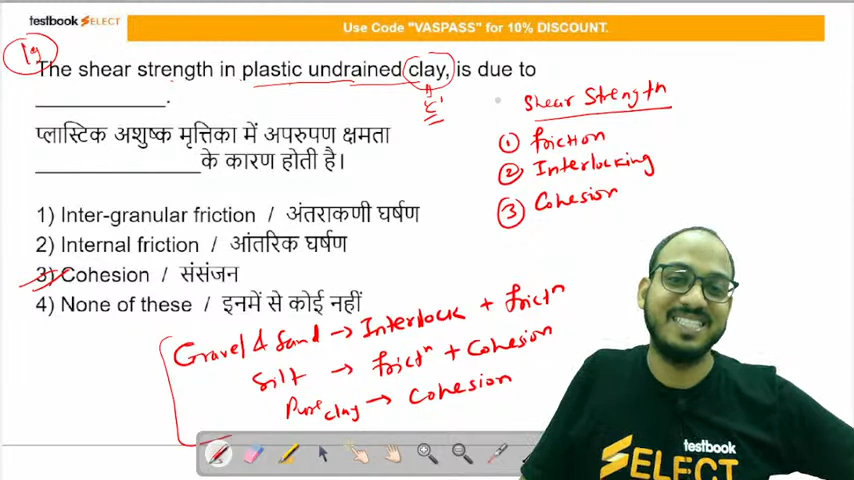 testbook SELECT
Use Code "VASPASS" for 10% DISCOUNT.
19
The shear strength in plastic undrained clay, is due to
____________.
c'
प्लास्टिक अशुष्क मृत्तिका में अपरुपण क्षमता
_______________के कारण होती है।
1) Inter-granular friction / अंतराकणी घर्षण
2) Internal friction / आंतरिक घर्षण
3) Cohesion / संसंजन
4) None of these / इनमें से कोई नहीं
Shear Strength
① friction
② Interlocking
③ Cohesion
Gravel & Sand → Interlock + frictⁿ
Silt → frictⁿ + Cohesion
Pure clay → Cohesion
testbook
SELECT